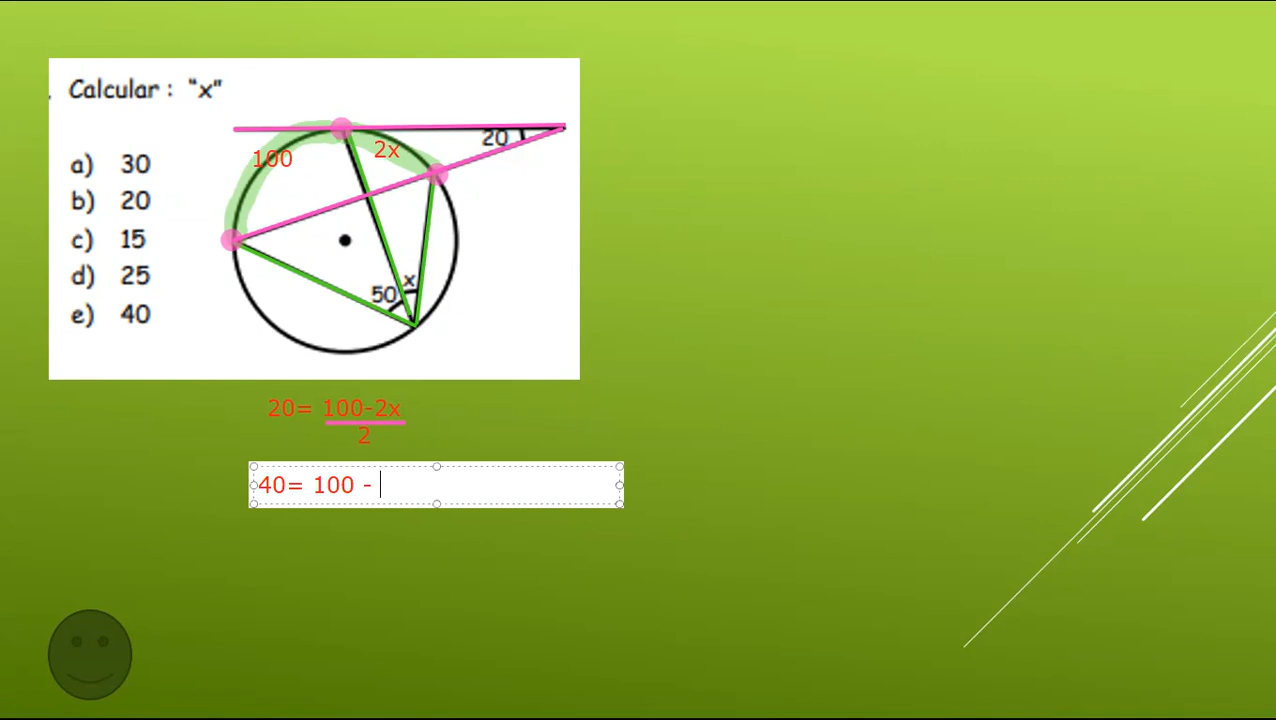 . Calcular : "x"
a) 30
b) 20
c) 15
d) 25
e) 40
100
2x
20
50
x
20= 100-2x
2
40= 100 -